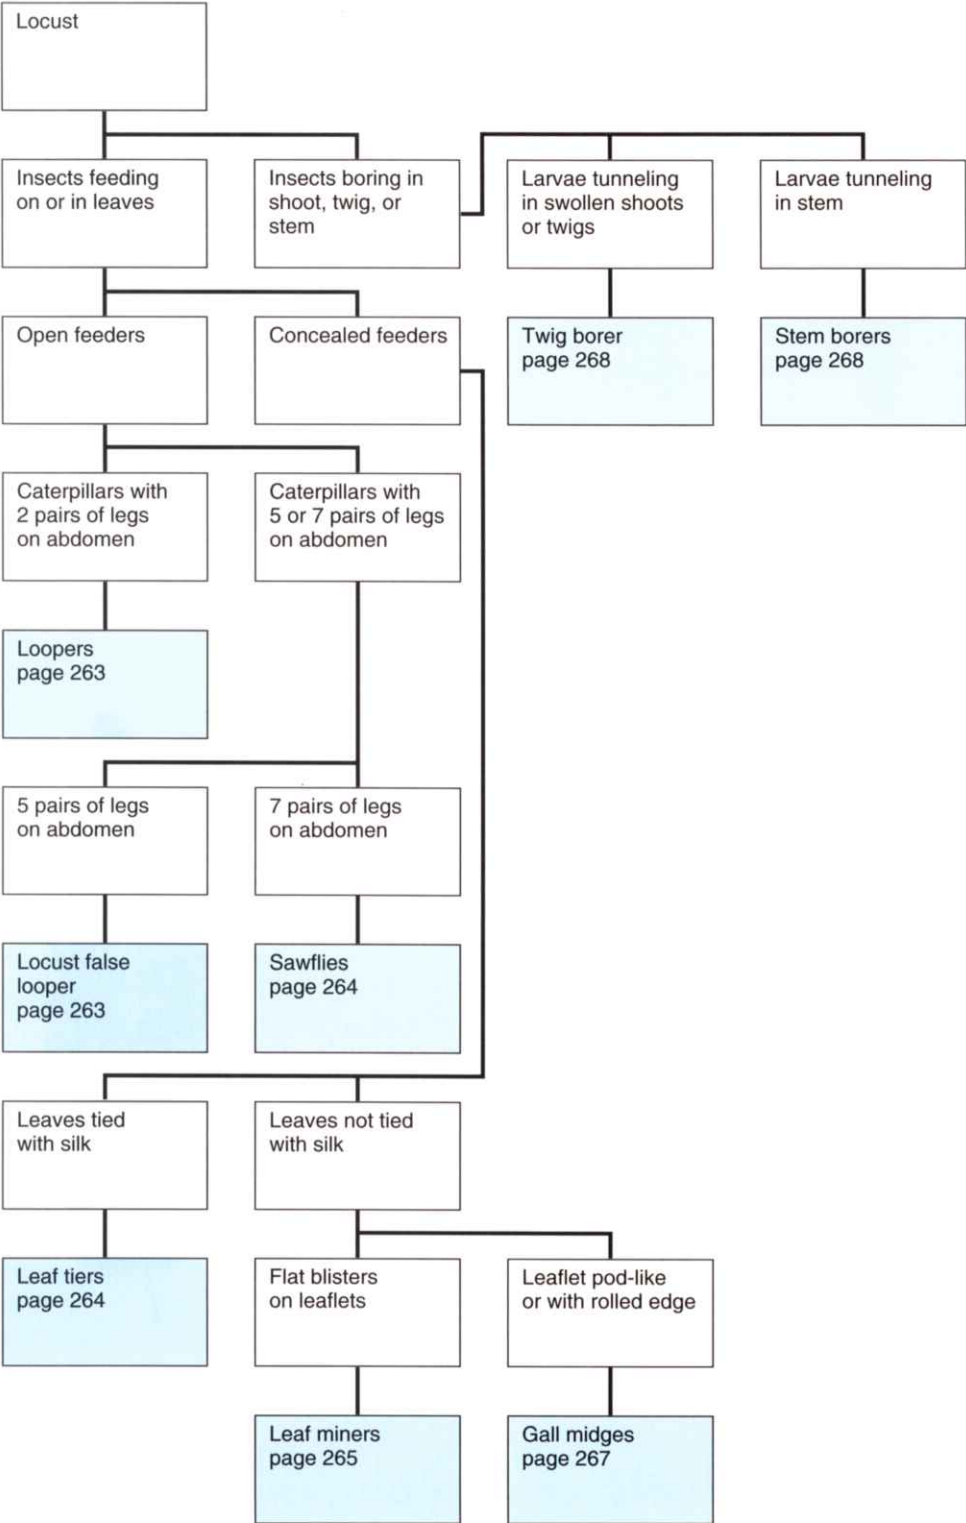 Locust
Insects feeding
on or in leaves
Insects boring in
shoot, twig, or
stem
Larvae tunneling
in swollen shoots
or twigs
Larvae tunneling
in stem
Open feeders
Concealed feeders
Twig borer
page 268
Stem borers
page 268
Caterpillars with
2 pairs of legs
on abdomen
Caterpillars with
5 or 7 pairs of legs
on abdomen
Loopers
page 263
5 pairs of legs
on abdomen
7 pairs of legs
on abdomen
Locust false
looper
page 263
Sawflies
page 264
Leaves tied
with silk
Leaves not tied
with silk
Leaf tiers
page 264
Flat blisters
on leaflets
Leaflet pod-like
or with rolled edge
Leaf miners
page 265
Gall midges
page 267